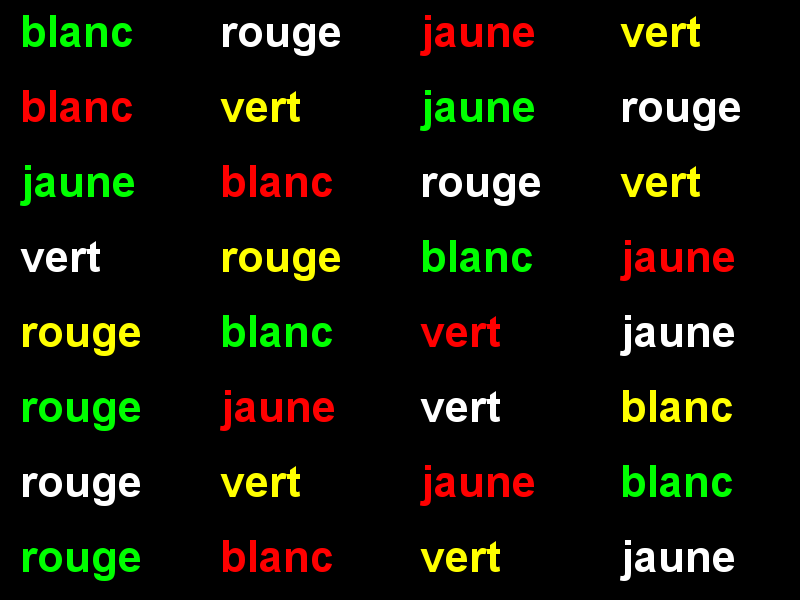 blanc rouge jaune vert
blanc vert jaune rouge
jaune blanc rouge vert
vert rouge blanc jaune
rouge blanc vert jaune
rouge jaune vert blanc
rouge vert jaune blanc
rouge blanc vert jaune